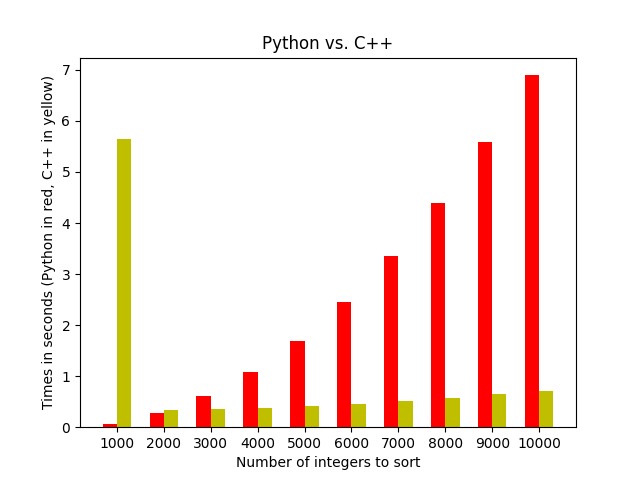 Python vs. C++
Times in seconds (Python in red, C++ in yellow)
7
6
5
4
3
2
1
0
1000 2000 3000 4000 5000 6000 7000 8000 9000 10000
Number of integers to sort